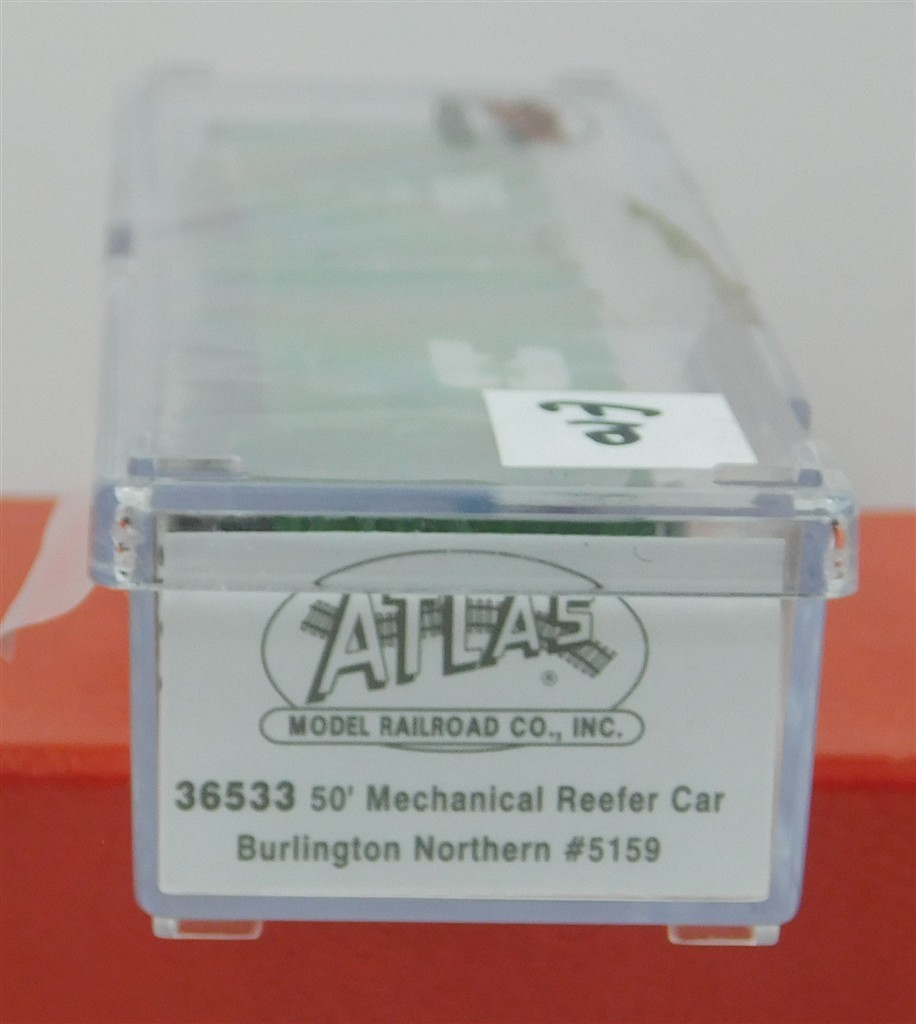 ATLAS ®
MODEL RAILROAD CO., INC.
36533 50' Mechanical Reefer Car
Burlington Northern #5159